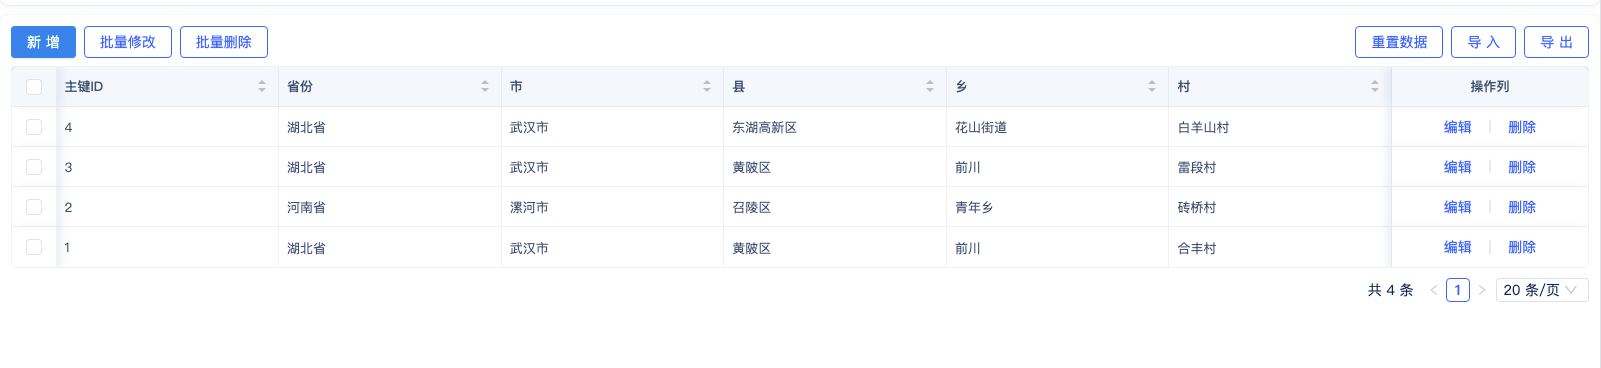 新 增 批量修改 批量删除 重置数据 导 入 导 出
主键ID 省份 市 县 乡 村 操作列
4 湖北省 武汉市 东湖高新区 花山街道 白羊山村 编辑 删除
3 湖北省 武汉市 黄陂区 前川 雷段村 编辑 删除
2 河南省 漯河市 召陵区 青年乡 砖桥村 编辑 删除
1 湖北省 武汉市 黄陂区 前川 合丰村 编辑 删除
共 4 条 1 20 条/页